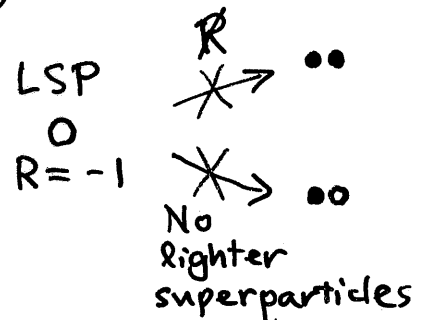 R̸
LSP
R = -1
No
lighter
superparticles